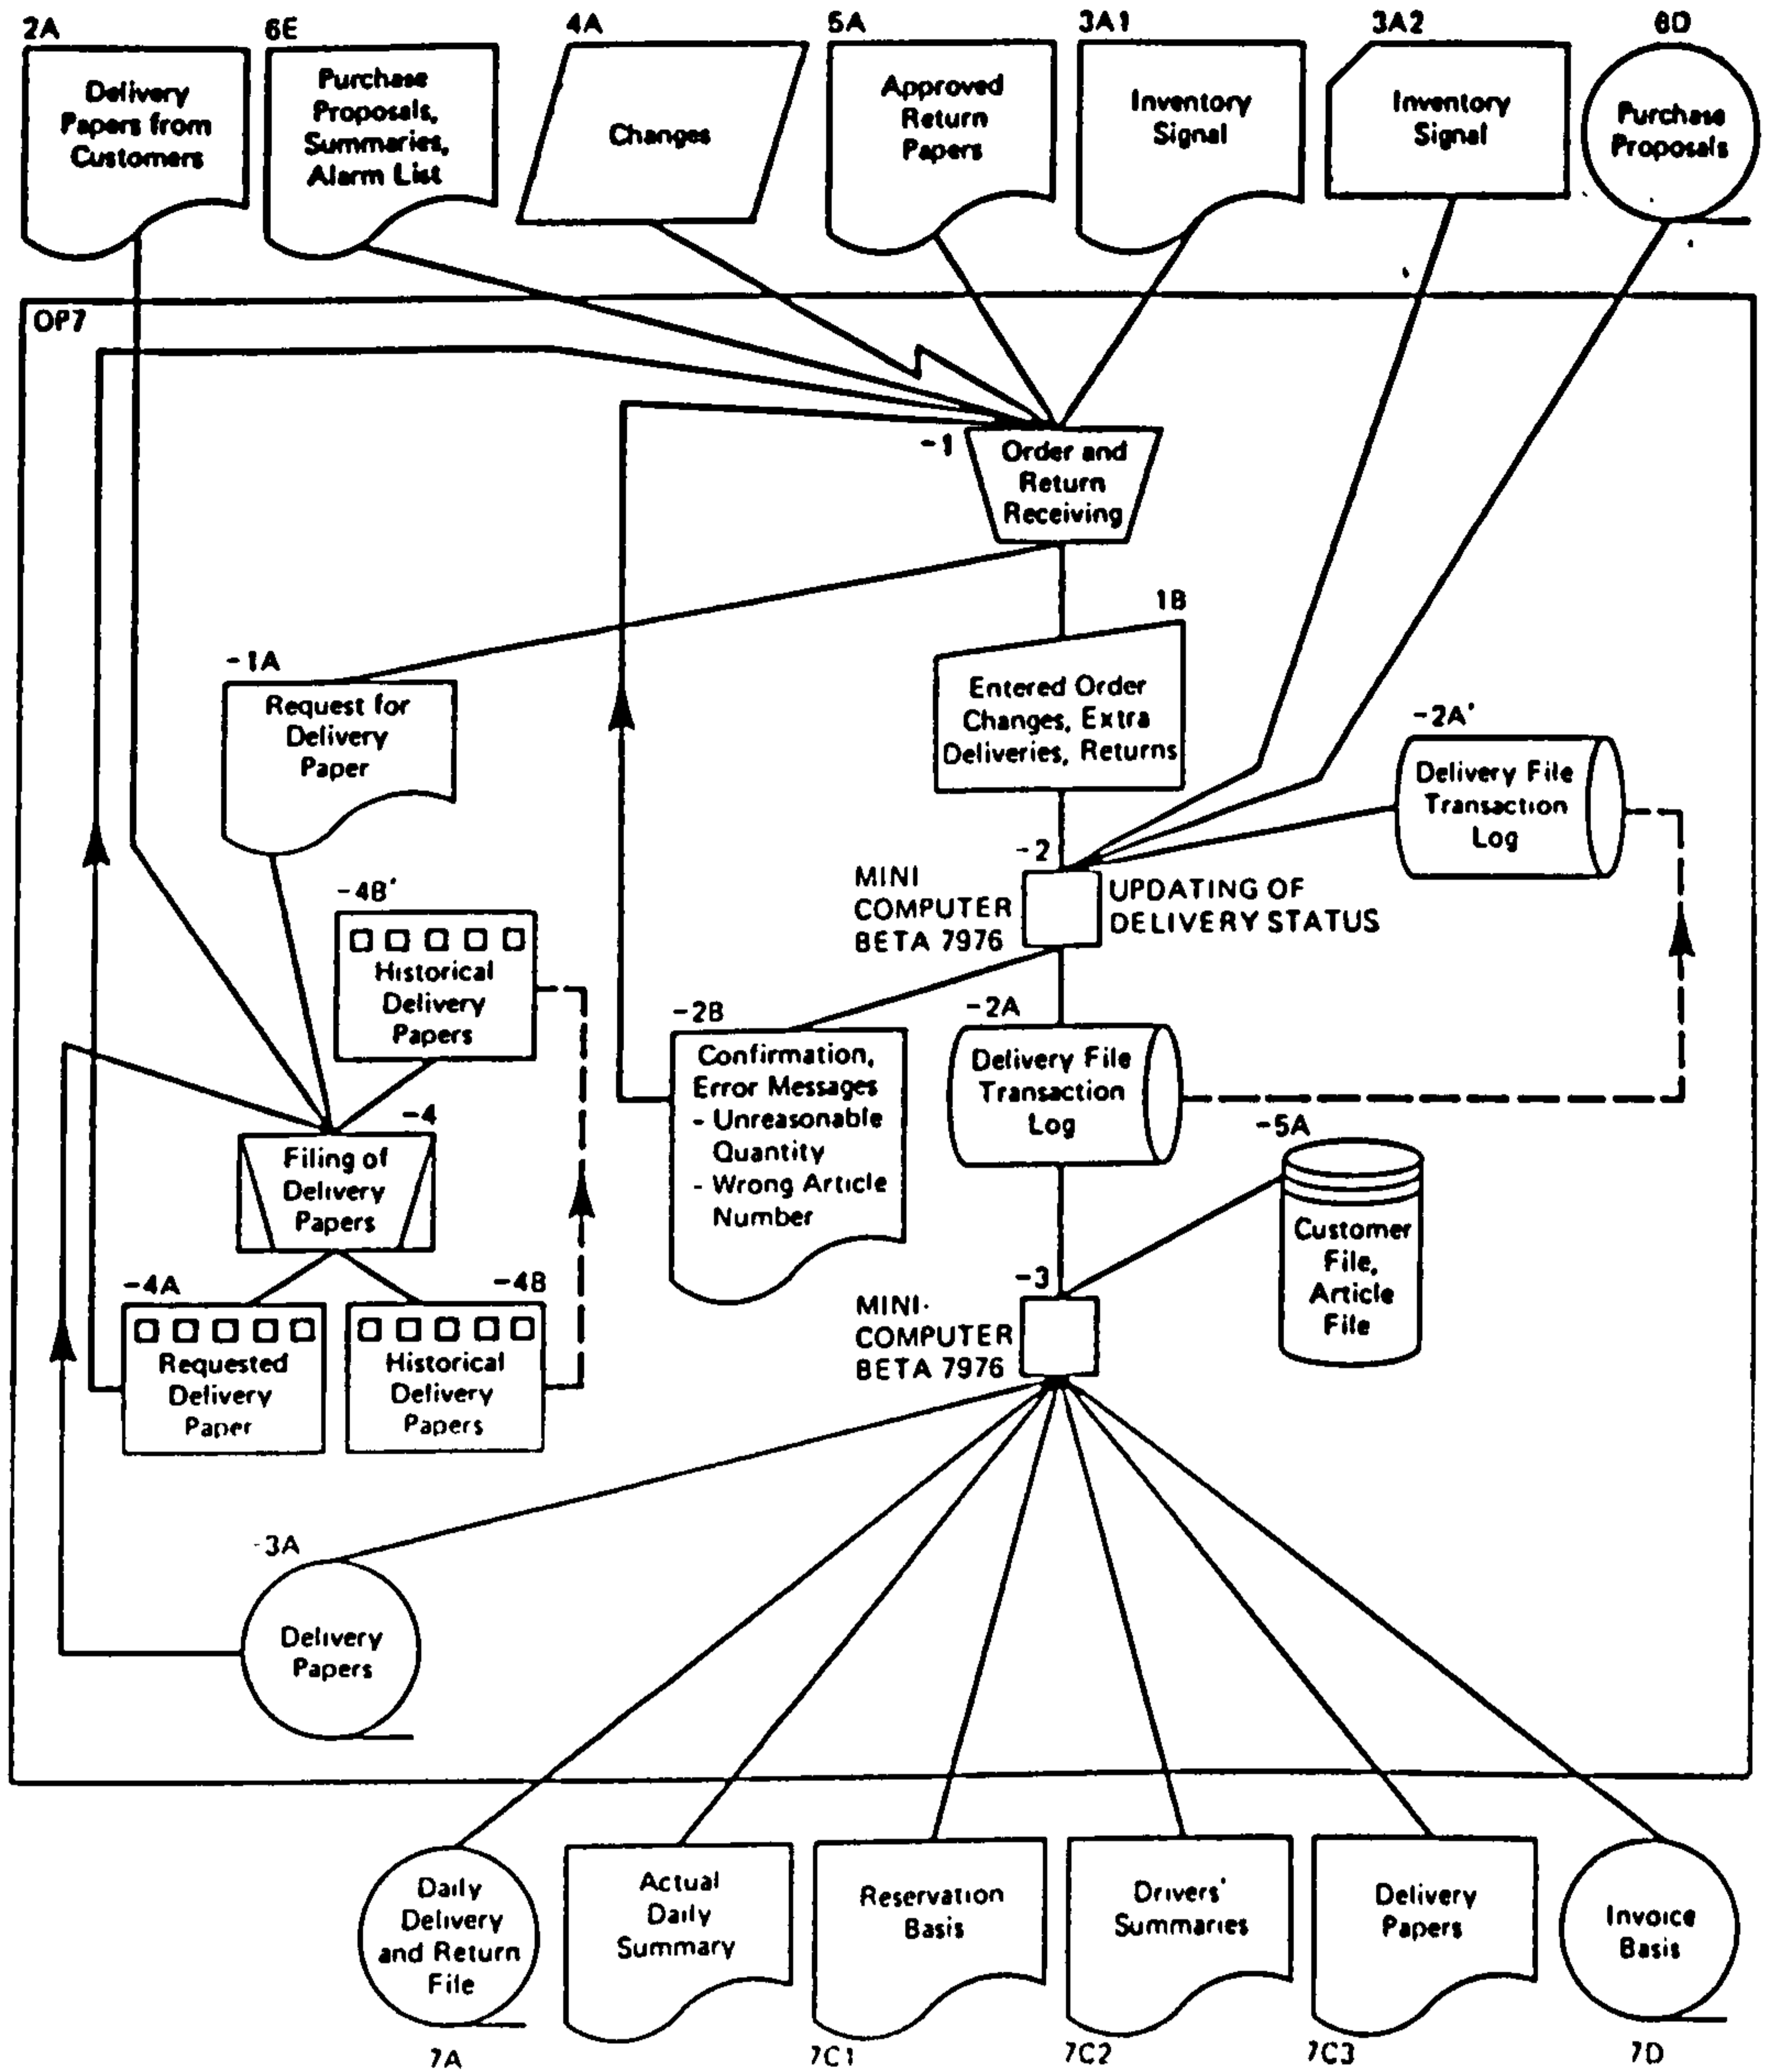 2A
6E
4A
5A
3A1
3A2
6D
Delivery
Papers from
Customers
Purchase
Proposals,
Summaries,
Alarm List
Changes
Approved
Return
Papers
Inventory
Signal
Inventory
Signal
Purchase
Proposals
OP7
-1
Order and
Return
Receiving
1B
Entered Order
Changes, Extra
Deliveries, Returns
-1A
Request for
Delivery
Paper
-2A'
Delivery File
Transaction
Log
-2
MINI
COMPUTER
BETA 7976
UPDATING OF
DELIVERY STATUS
-4B'
Historical
Delivery
Papers
-2B
Confirmation,
Error Messages
- Unreasonable
Quantity
- Wrong Article
Number
-2A
Delivery File
Transaction
Log
-4
Filing of
Delivery
Papers
-5A
Customer
File,
Article
File
-3
MINI-
COMPUTER
BETA 7976
-4A
Requested
Delivery
Paper
-4B
Historical
Delivery
Papers
-3A
Delivery
Papers
Daily
Delivery
and Return
File
Actual
Daily
Summary
Reservation
Basis
Drivers'
Summaries
Delivery
Papers
Invoice
Basis
7A
7C1
7C2
7C3
7D